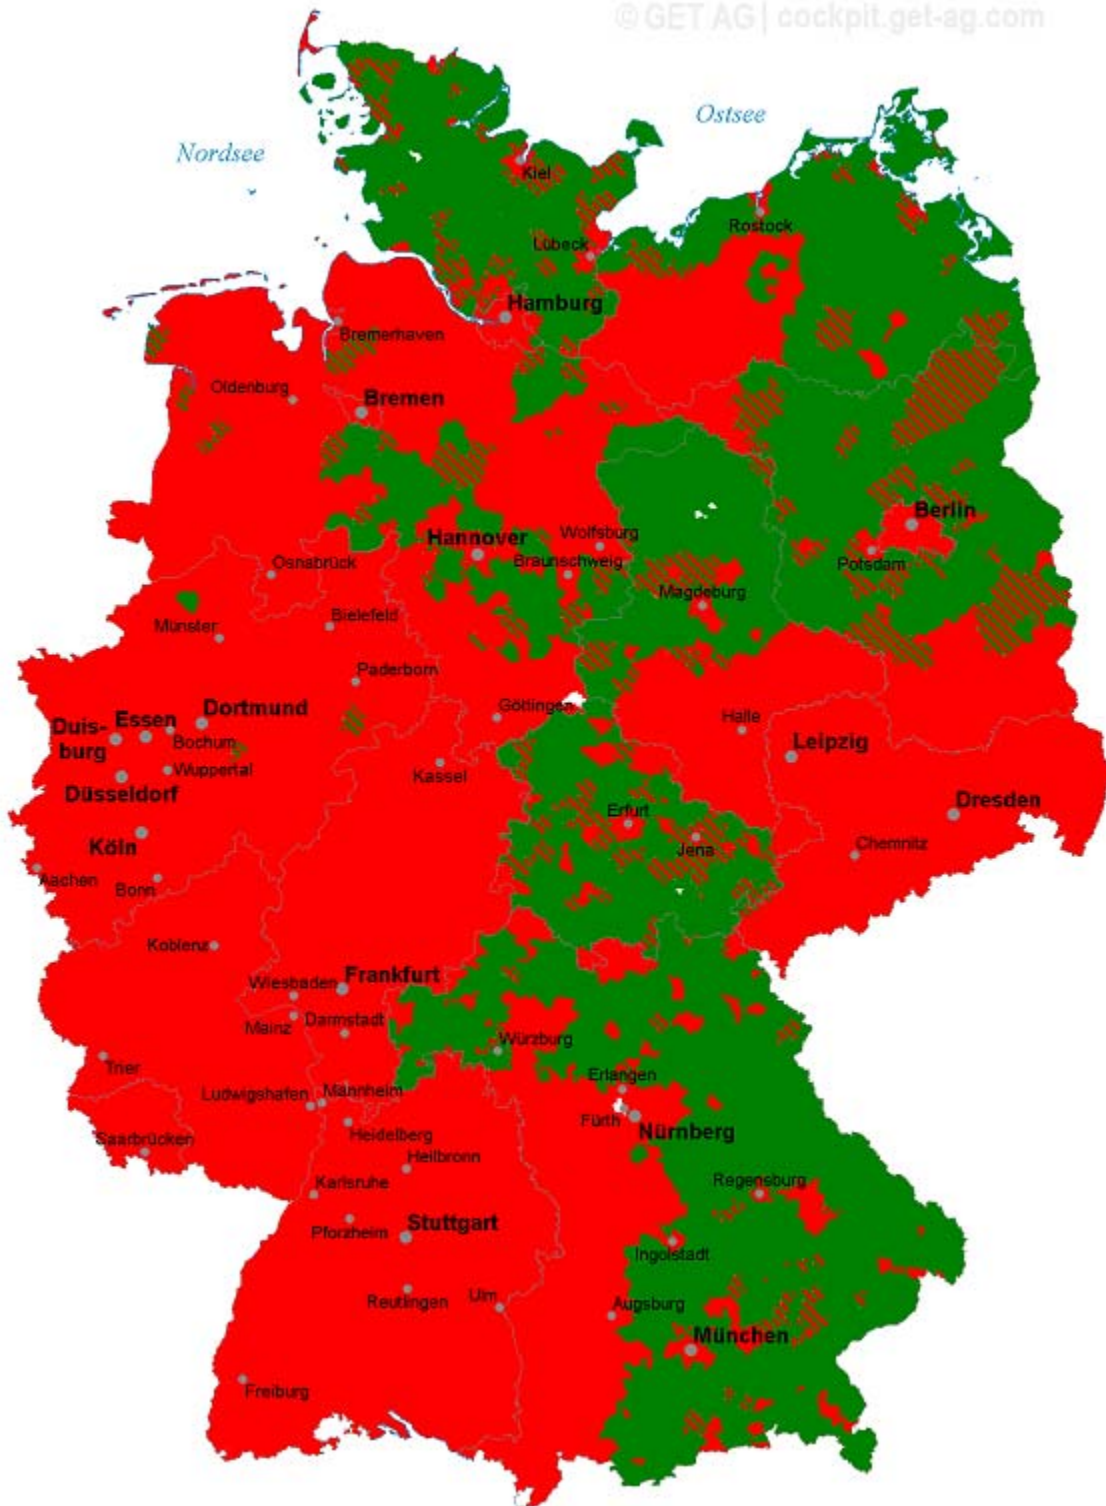 © GET AG | cockpit.get-ag.com
Ostsee
Nordsee
Kiel
Rostock
Lübeck
Hamburg
Bremerhaven
Oldenburg
Bremen
Berlin
Wolfsburg
Hannover
Braunschweig
Osnabrück
Potsdam
Magdeburg
Bielefeld
Münster
Paderborn
Göttingen
Dortmund
Essen
Duis-
burg
Bochum
Halle
Leipzig
Wuppertal
Kassel
Düsseldorf
Dresden
Erfurt
Köln
Jena
Chemnitz
Aachen
Bonn
Koblenz
Frankfurt
Wiesbaden
Mainz
Darmstadt
Würzburg
Trier
Erlangen
Ludwigshafen
Mannheim
Fürth
Nürnberg
Heidelberg
Saarbrücken
Heilbronn
Karlsruhe
Regensburg
Stuttgart
Pforzheim
Ingolstadt
Reutlingen
Ulm
Augsburg
München
Freiburg